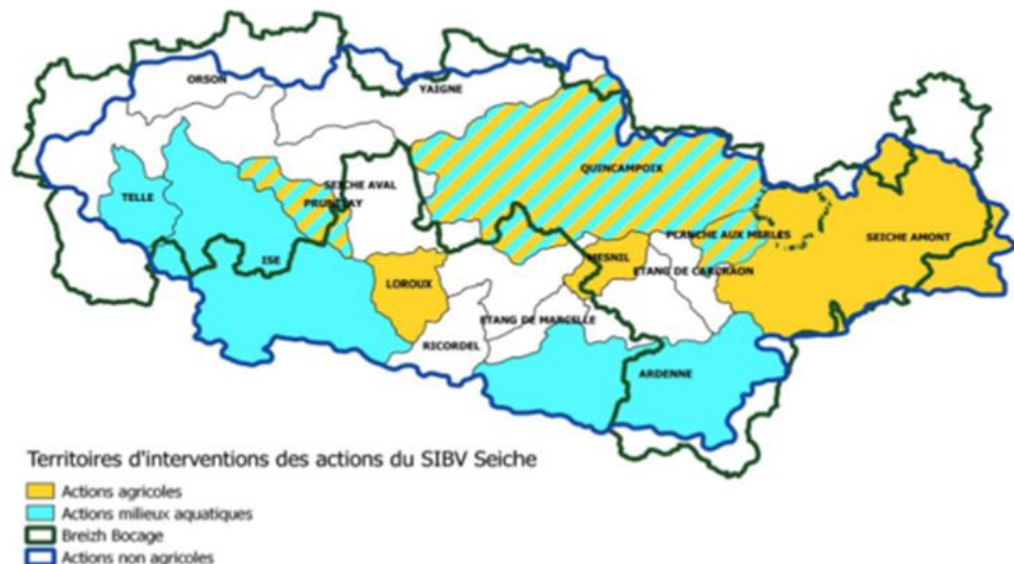 ORSON
YAIGNE
QUINCAMPOIX
TELLE
SEICHE AVAL
PRUNELAY
PLANCHE AUX MERLES
SEICHE AMONT
ISE
MESNIL
ETANG DE CARCRAON
LOROUX
ETANG DE MARCILLE
RICORDEL
ARDENNE
Territoires d'interventions des actions du SIBV Seiche
Actions agricoles
Actions milieux aquatiques
Breizh Bocage
Actions non agricoles